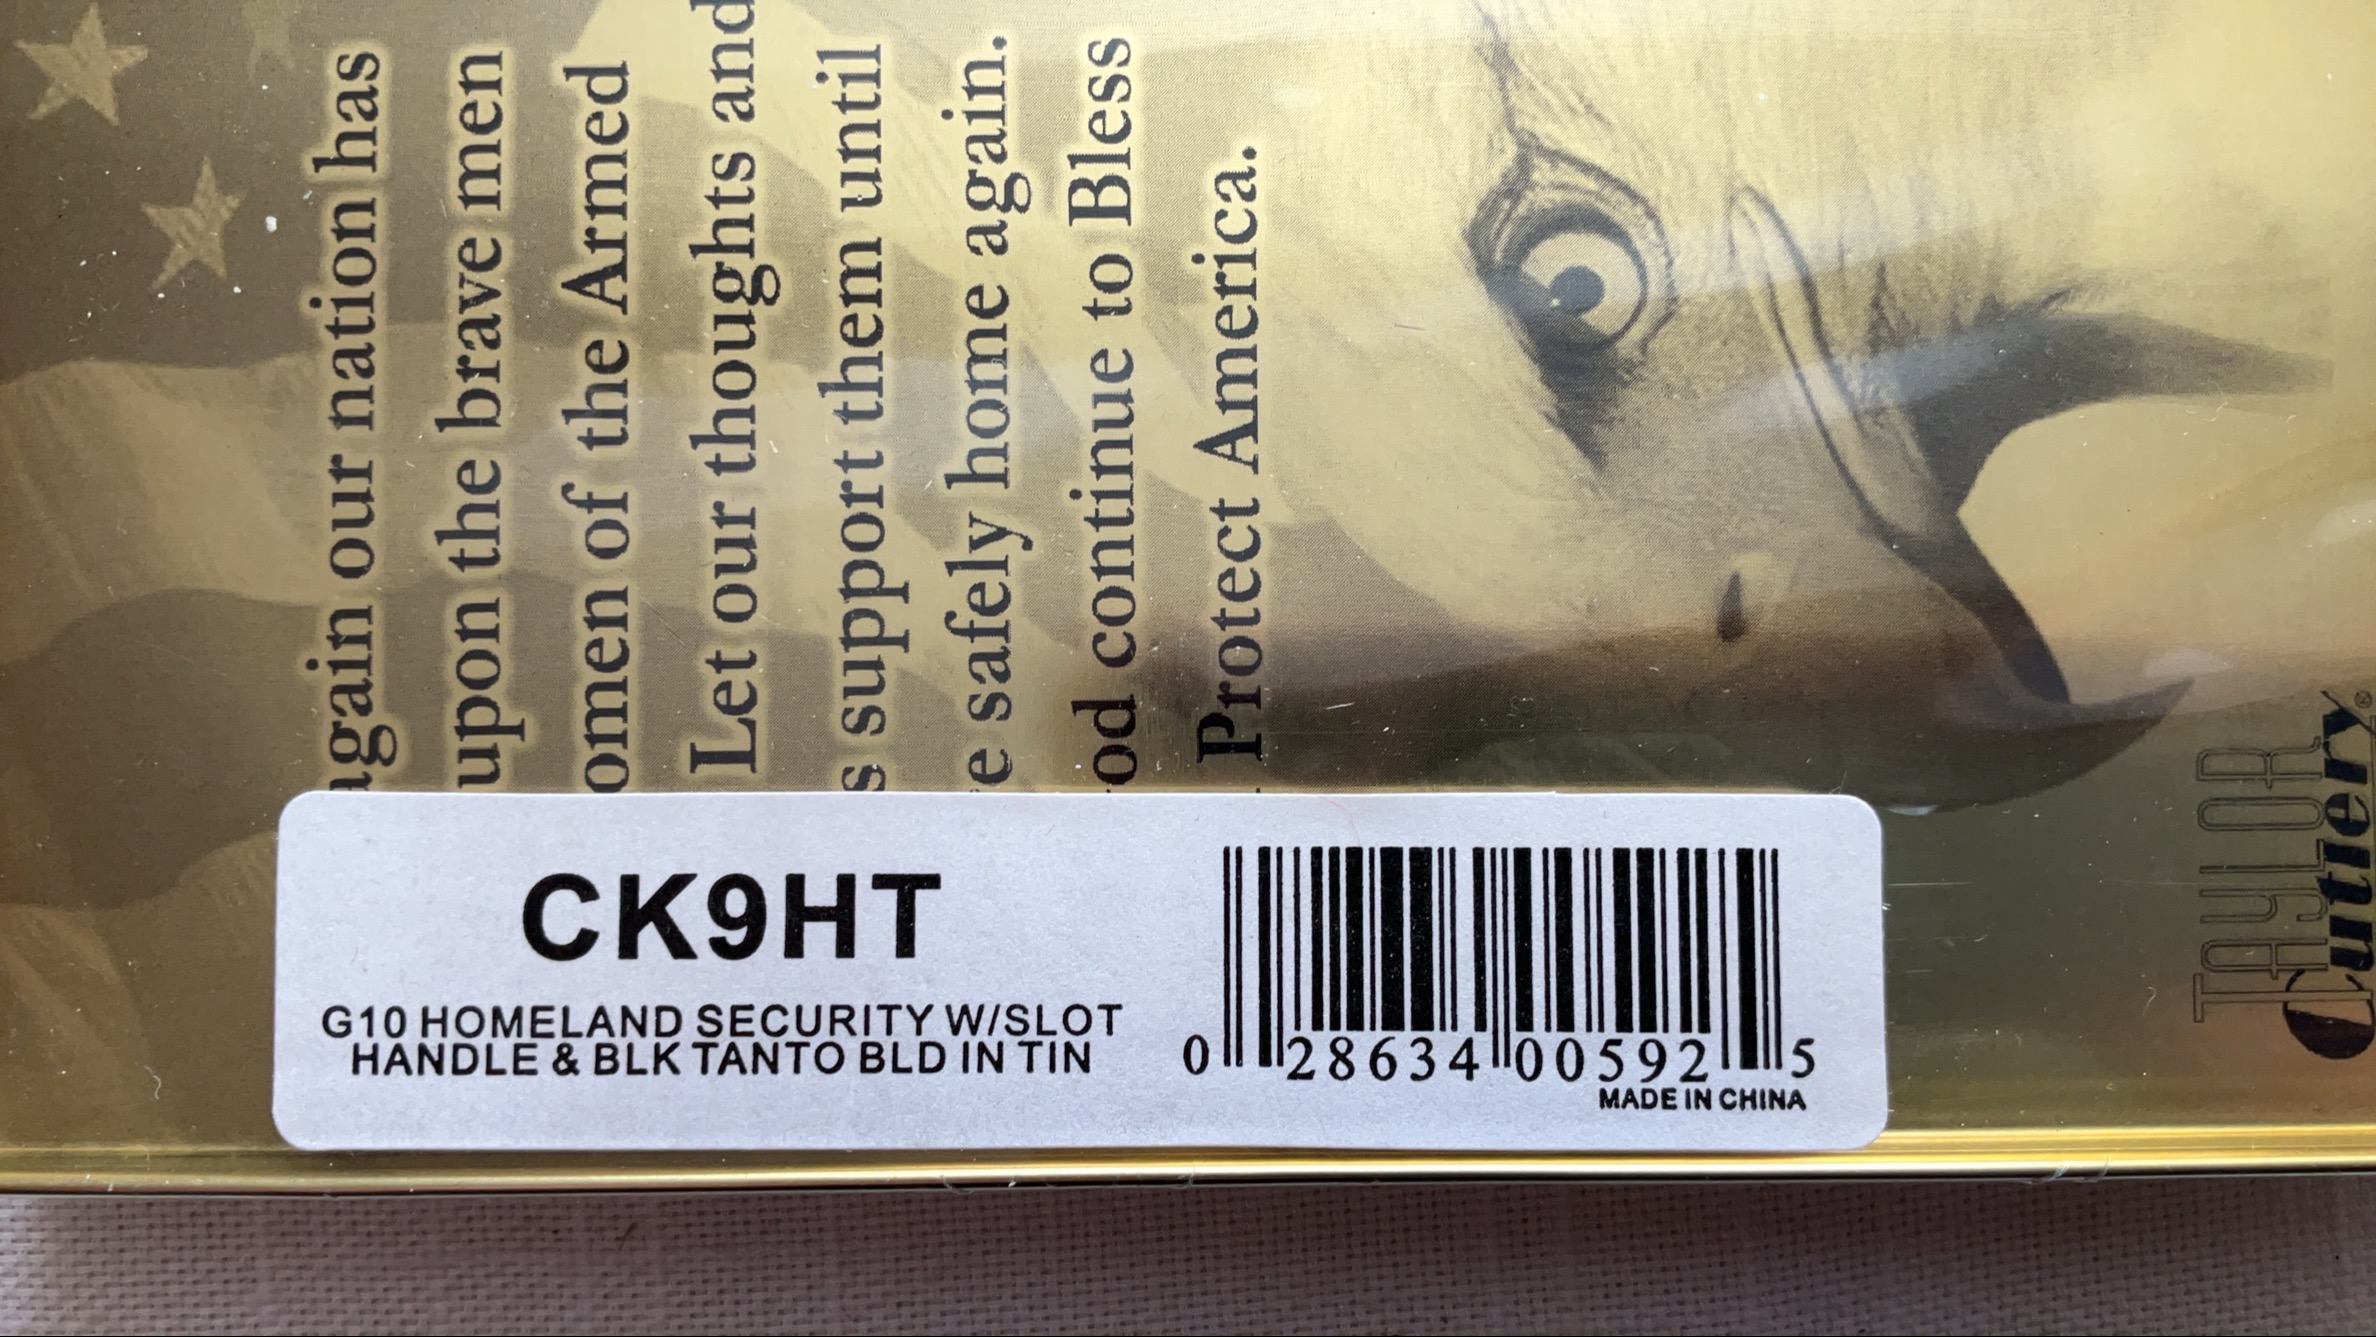 again our nation has
upon the brave men
omen of the Armed
Let our thoughts and
s support them until
e safely home again.
od continue to Bless
Protect America.
TAYLOR
Cutlery®
CK9HT
G10 HOMELAND SECURITY W/SLOT
HANDLE & BLK TANTO BLD IN TIN
0 28634 00592 5
MADE IN CHINA